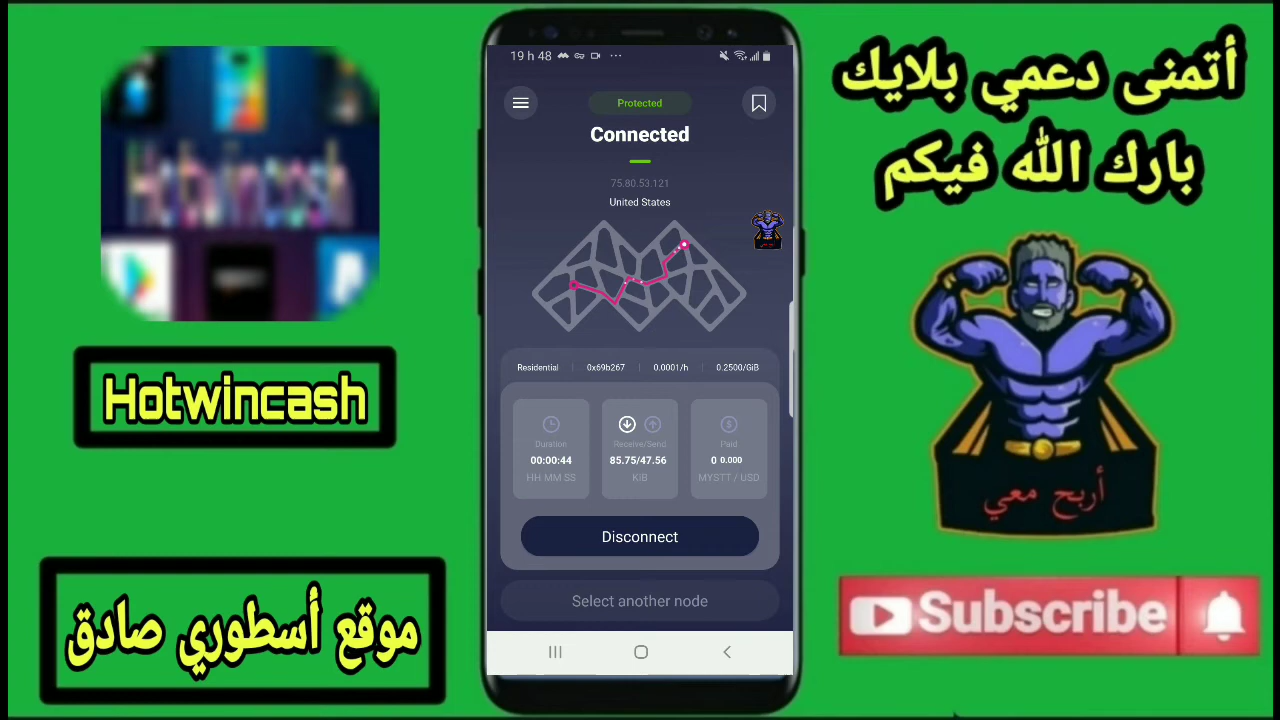 أتمنى دعمي بلايك
بارك الله فيكم
Hotwincash
Hotwincash
موقع أسطوري صادق
19 h 48
Protected
Connected
75.80.53.121
United States
Residential 0x69b267 0.0001/h 0.2500/GiB
Duration Receive/Send Paid
00:00:44 85.75/47.56 0 0.000
HH MM SS KIB MYSTT / USD
Disconnect
Select another node
أربح معي
Subscribe